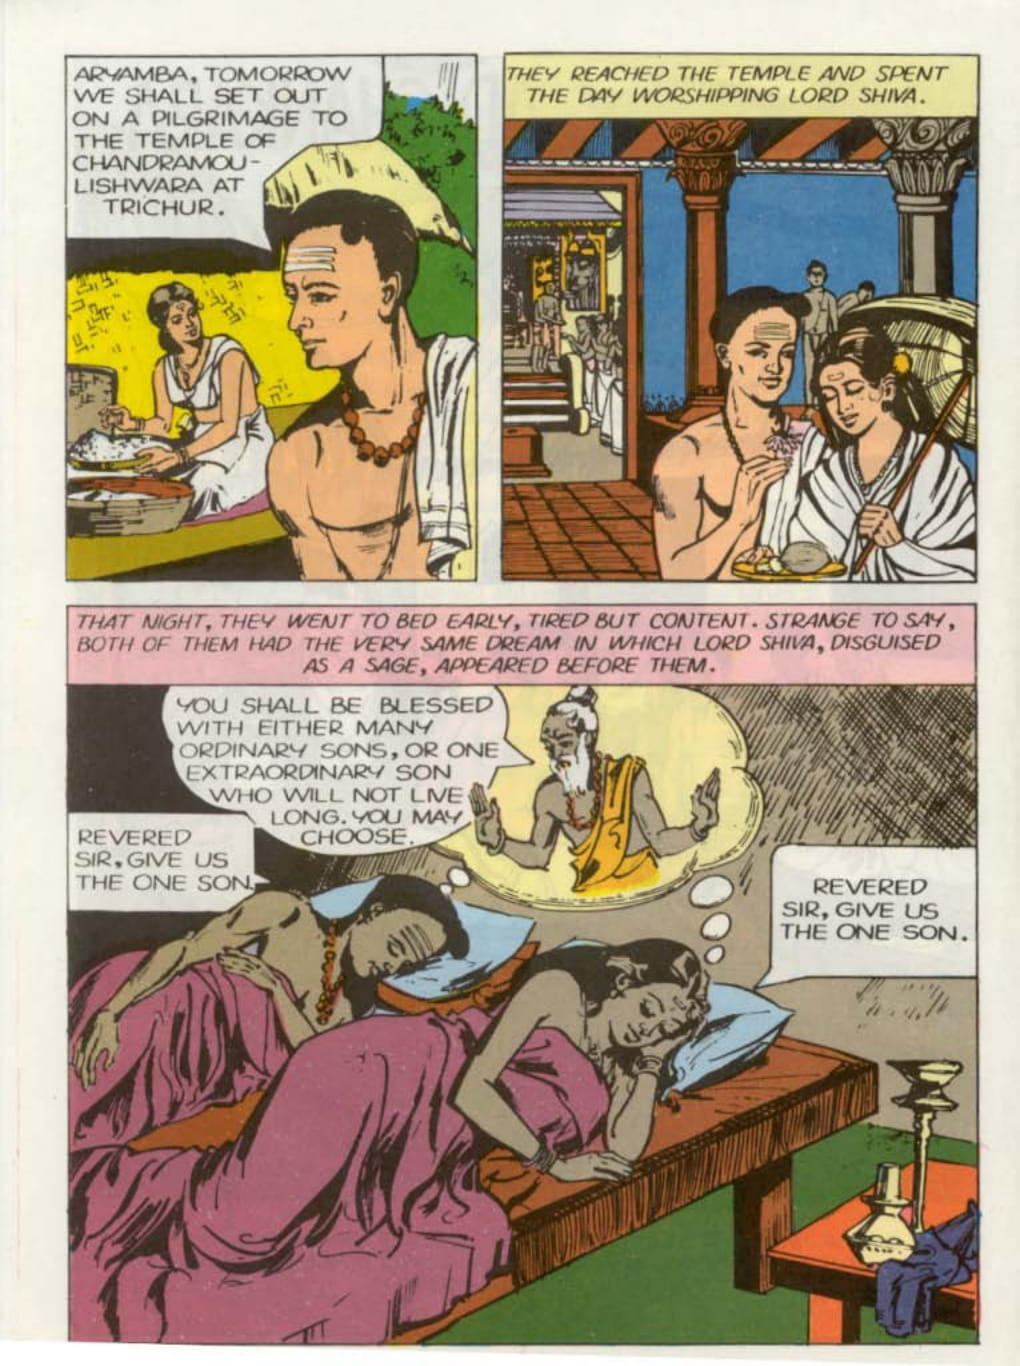 ARYAMBA, TOMORROW
WE SHALL SET OUT
ON A PILGRIMAGE TO
THE TEMPLE OF
CHANDRAMOU-
LISHWARA AT
TRICHUR.
THEY REACHED THE TEMPLE AND SPENT
THE DAY WORSHIPPING LORD SHIVA.
THAT NIGHT, THEY WENT TO BED EARLY, TIRED BUT CONTENT. STRANGE TO SAY,
BOTH OF THEM HAD THE VERY SAME DREAM IN WHICH LORD SHIVA, DISGUISED
AS A SAGE, APPEARED BEFORE THEM.
YOU SHALL BE BLESSED
WITH EITHER MANY
ORDINARY SONS, OR ONE
EXTRAORDINARY SON
WHO WILL NOT LIVE
LONG. YOU MAY
CHOOSE.
REVERED
SIR, GIVE US
THE ONE SON.
REVERED
SIR, GIVE US
THE ONE SON.